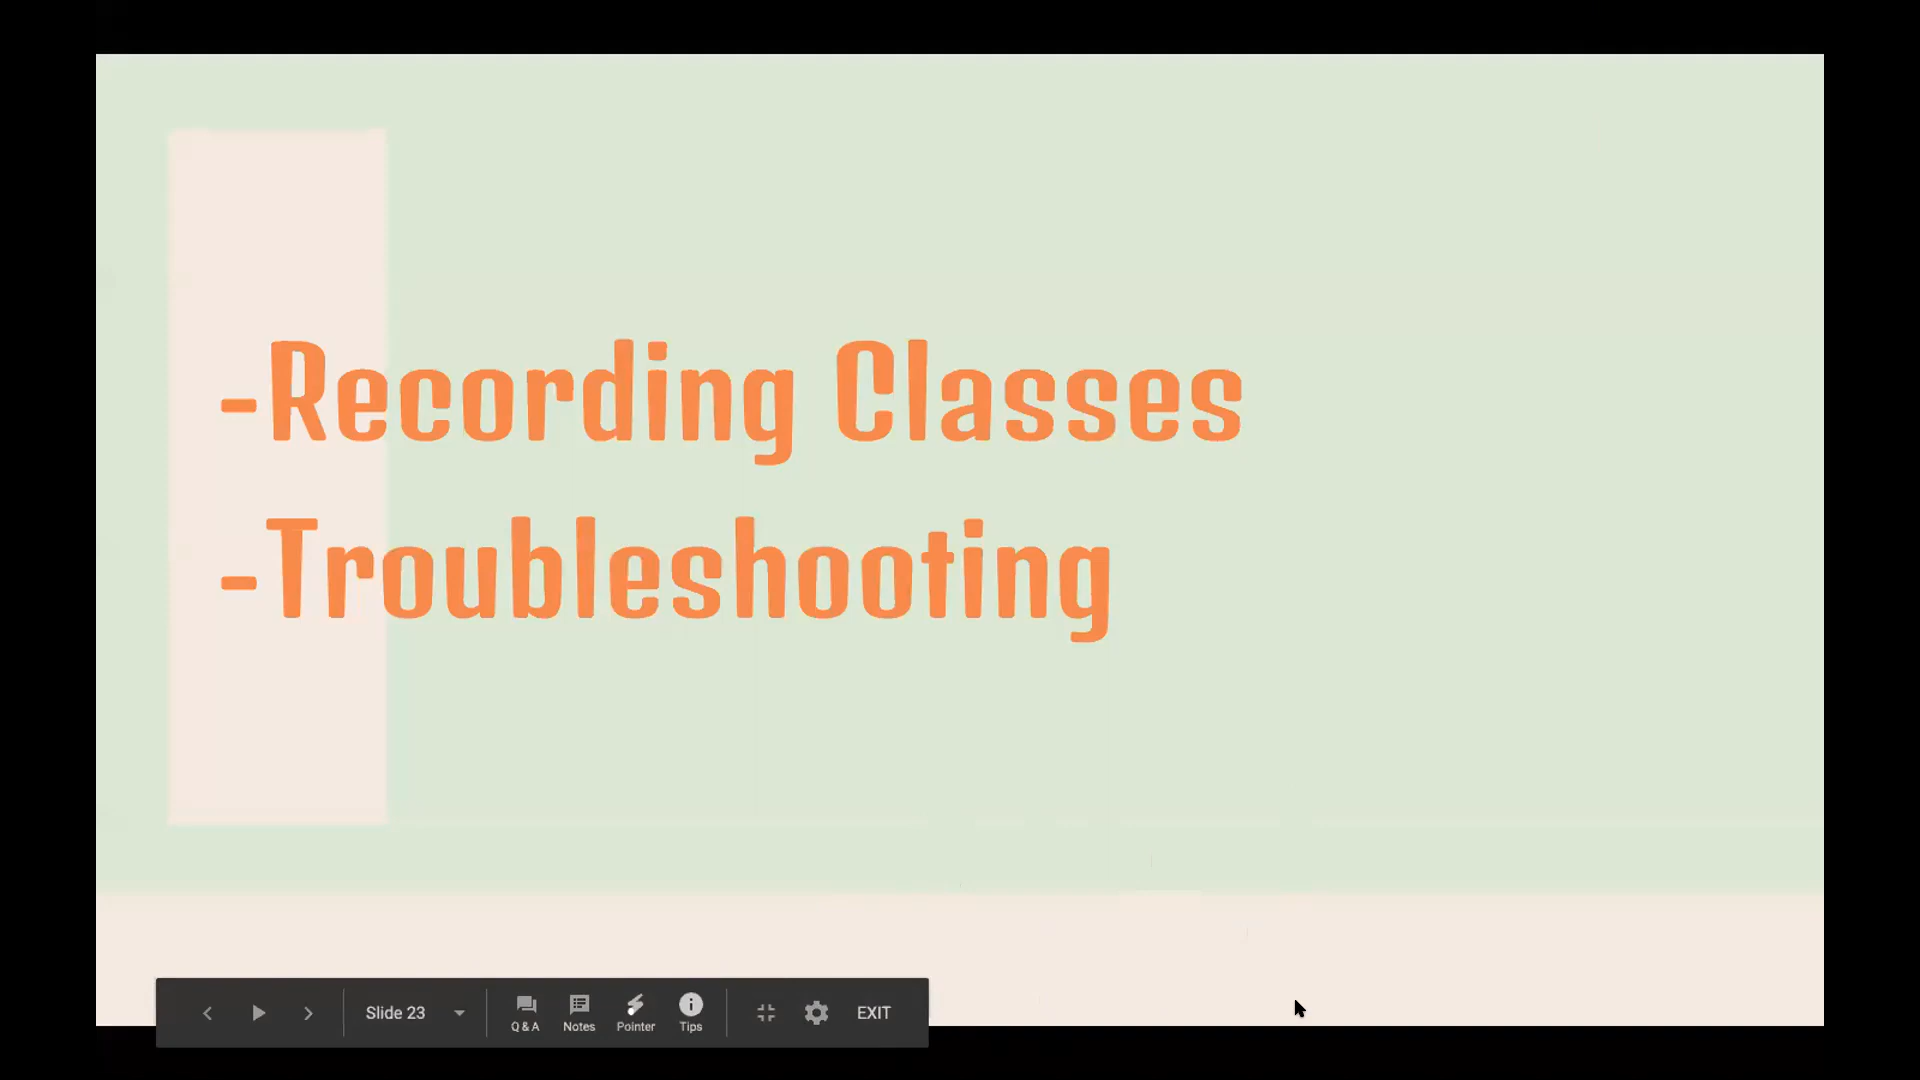 -Recording Classes
-Troubleshooting
Slide 23
Q & A
Notes
Pointer
Tips
EXIT